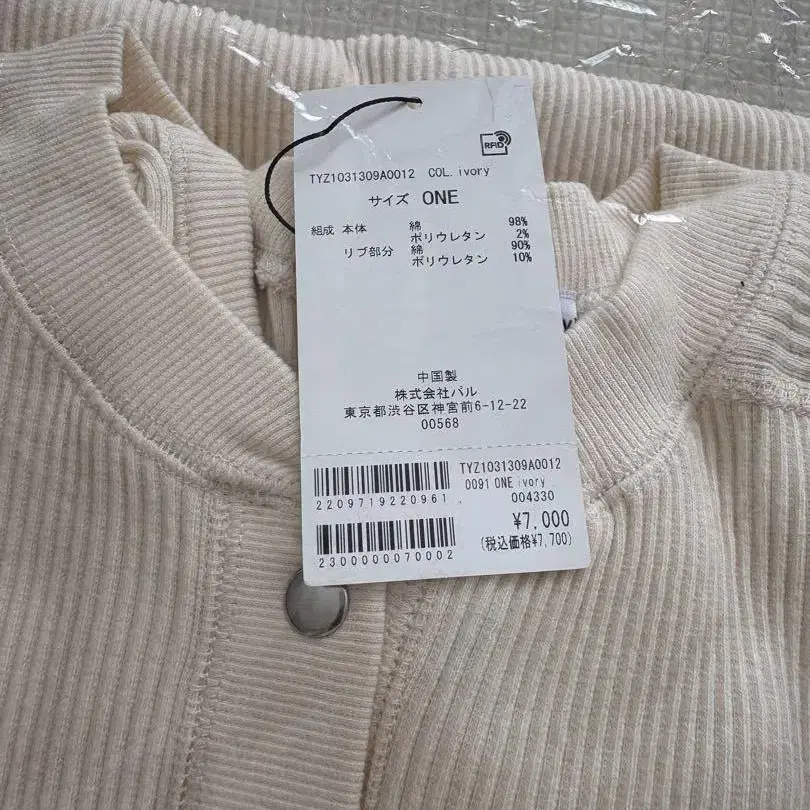 RFID
TYZ1031309A0012 COL. ivory
サイズ ONE
組成 本体 綿 98%
ポリウレタン 2%
リブ部分 綿 90%
ポリウレタン 10%
中国製
株式会社パル
東京都渋谷区神宮前6-12-22
00568
TYZ1031309A0012
2209719220961 . 0091 ONE ivory
004330
¥7,000
2300000070002 (税込価格¥7,700)